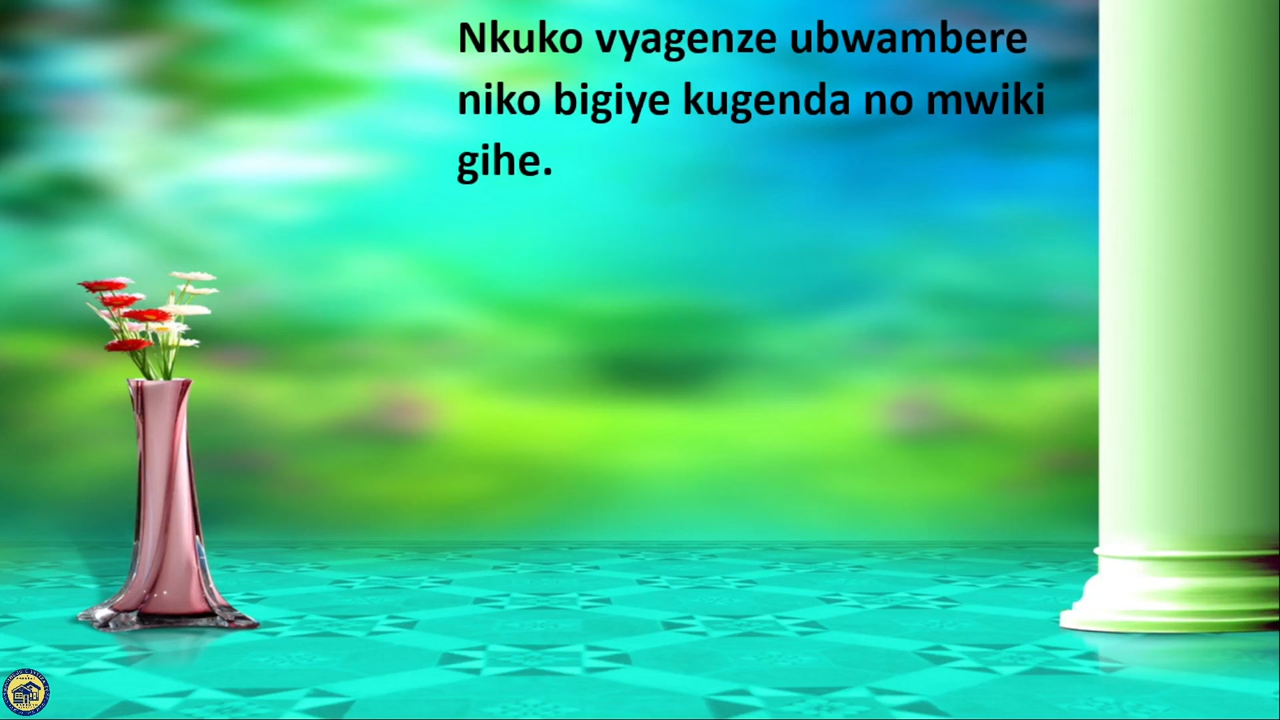 Nkuko vyagenze ubwambere
niko bigiye kugenda no mwiki
gihe.